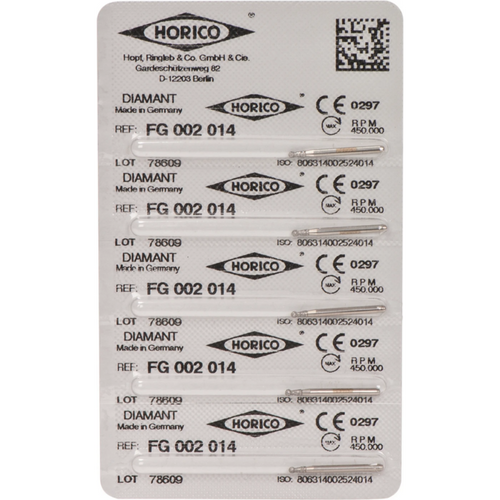 HORICO ®
Hopf, Ringleb & Co. GmbH & Cie.
Gardeschützenweg 82
D-12203 Berlin
DIAMANT HORICO ® CE 0297
Made in Germany MAX. RPM
REF: FG 002 014 450.000
LOT 78609 ISO: 806314002524014
DIAMANT HORICO ® CE 0297
Made in Germany MAX. RPM
REF: FG 002 014 450.000
LOT 78609 ISO: 806314002524014
DIAMANT HORICO ® CE 0297
Made in Germany MAX. RPM
REF: FG 002 014 450.000
LOT 78609 ISO: 806314002524014
DIAMANT HORICO ® CE 0297
Made in Germany MAX. RPM
REF: FG 002 014 450.000
LOT 78609 ISO: 806314002524014
DIAMANT HORICO ® CE 0297
Made in Germany MAX. RPM
REF: FG 002 014 450.000
LOT 78609 ISO: 806314002524014